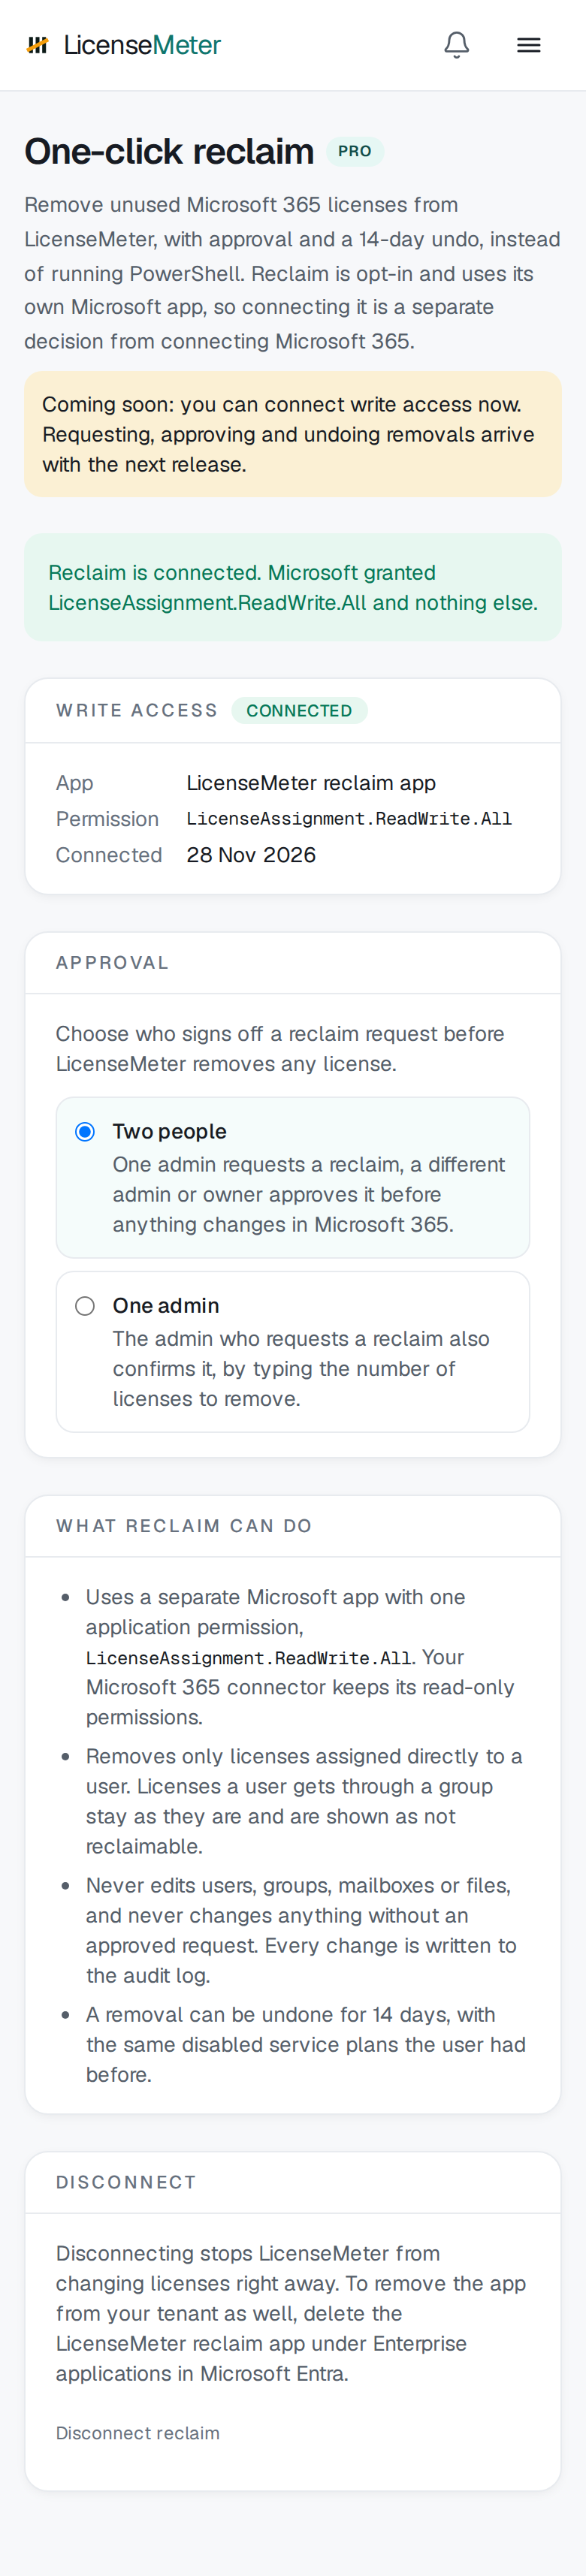 LicenseMeter
One-click reclaim PRO
Remove unused Microsoft 365 licenses from
LicenseMeter, with approval and a 14-day undo, instead
of running PowerShell. Reclaim is opt-in and uses its
own Microsoft app, so connecting it is a separate
decision from connecting Microsoft 365.
Coming soon: you can connect write access now.
Requesting, approving and undoing removals arrive
with the next release.
Reclaim is connected. Microsoft granted
LicenseAssignment.ReadWrite.All and nothing else.
WRITE ACCESS CONNECTED
App LicenseMeter reclaim app
Permission LicenseAssignment.ReadWrite.All
Connected 28 Nov 2026
APPROVAL
Choose who signs off a reclaim request before
LicenseMeter removes any license.
Two people
One admin requests a reclaim, a different
admin or owner approves it before
anything changes in Microsoft 365.
One admin
The admin who requests a reclaim also
confirms it, by typing the number of
licenses to remove.
WHAT RECLAIM CAN DO
• Uses a separate Microsoft app with one
application permission,
LicenseAssignment.ReadWrite.All. Your
Microsoft 365 connector keeps its read-only
permissions.
• Removes only licenses assigned directly to a
user. Licenses a user gets through a group
stay as they are and are shown as not
reclaimable.
• Never edits users, groups, mailboxes or files,
and never changes anything without an
approved request. Every change is written to
the audit log.
• A removal can be undone for 14 days, with
the same disabled service plans the user had
before.
DISCONNECT
Disconnecting stops LicenseMeter from
changing licenses right away. To remove the app
from your tenant as well, delete the
LicenseMeter reclaim app under Enterprise
applications in Microsoft Entra.
Disconnect reclaim